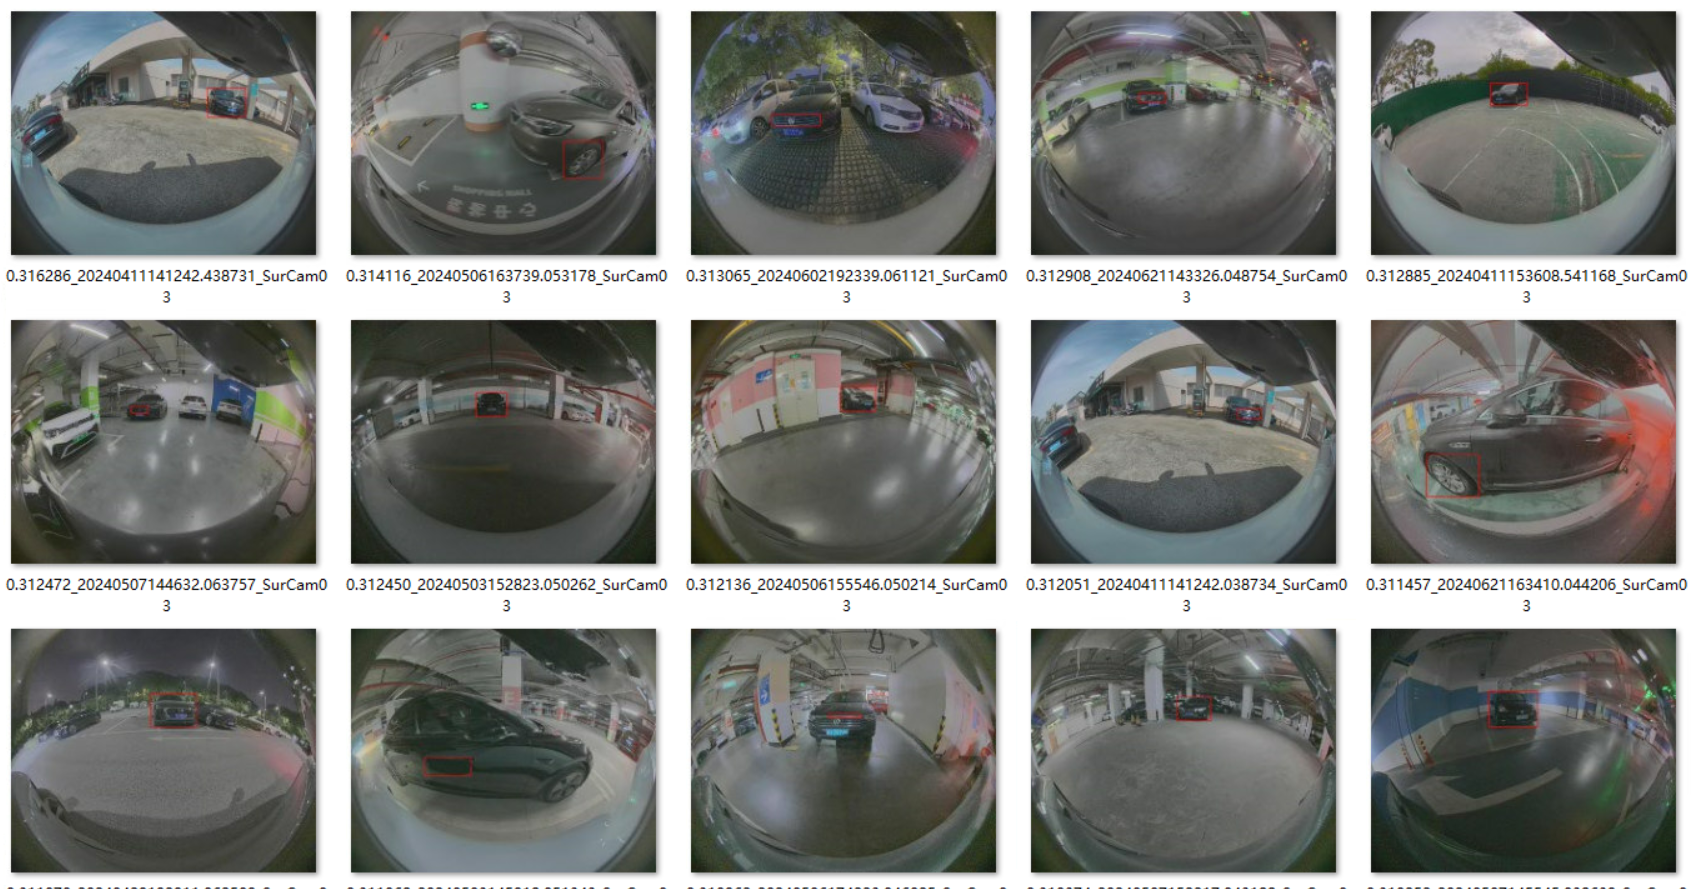 SHOPPING MALL
0.316286_20240411141242.438731_SurCam0
3
0.314116_20240506163739.053178_SurCam0
3
0.313065_20240602192339.061121_SurCam0
3
0.312908_20240621143326.048754_SurCam0
3
0.312885_20240411153608.541168_SurCam0
3
0.312472_20240507144632.063757_SurCam0
3
0.312450_20240503152823.050262_SurCam0
3
0.312136_20240506155546.050214_SurCam0
3
0.312051_20240411141242.038734_SurCam0
3
0.311457_20240621163410.044206_SurCam0
3